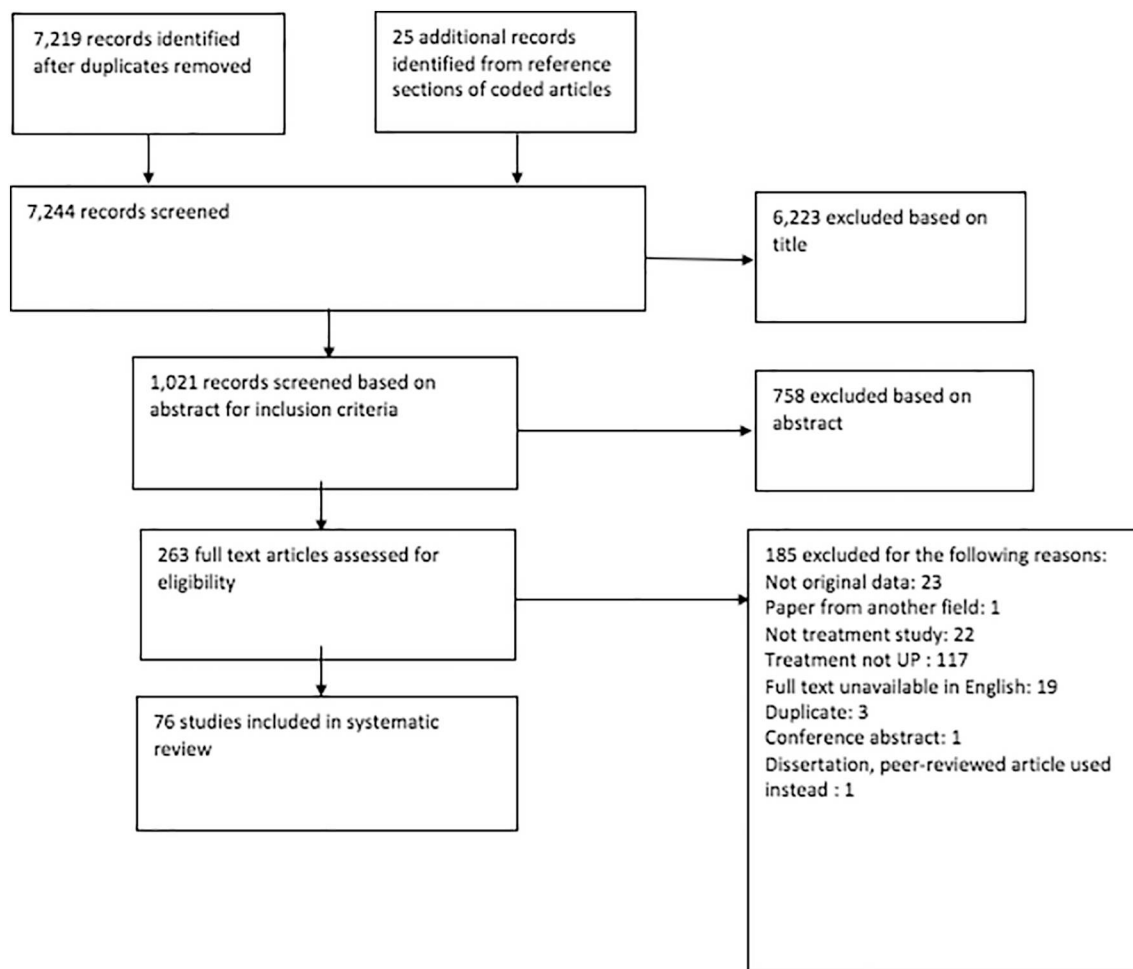 7,219 records identified
after duplicates removed
25 additional records
identified from reference
sections of coded articles
7,244 records screened
6,223 excluded based on
title
1,021 records screened based on
abstract for inclusion criteria
758 excluded based on
abstract
263 full text articles assessed for
eligibility
185 excluded for the following reasons:
Not original data: 23
Paper from another field: 1
Not treatment study: 22
Treatment not UP : 117
Full text unavailable in English: 19
Duplicate: 3
Conference abstract: 1
Dissertation, peer-reviewed article used
instead : 1
76 studies included in systematic
review